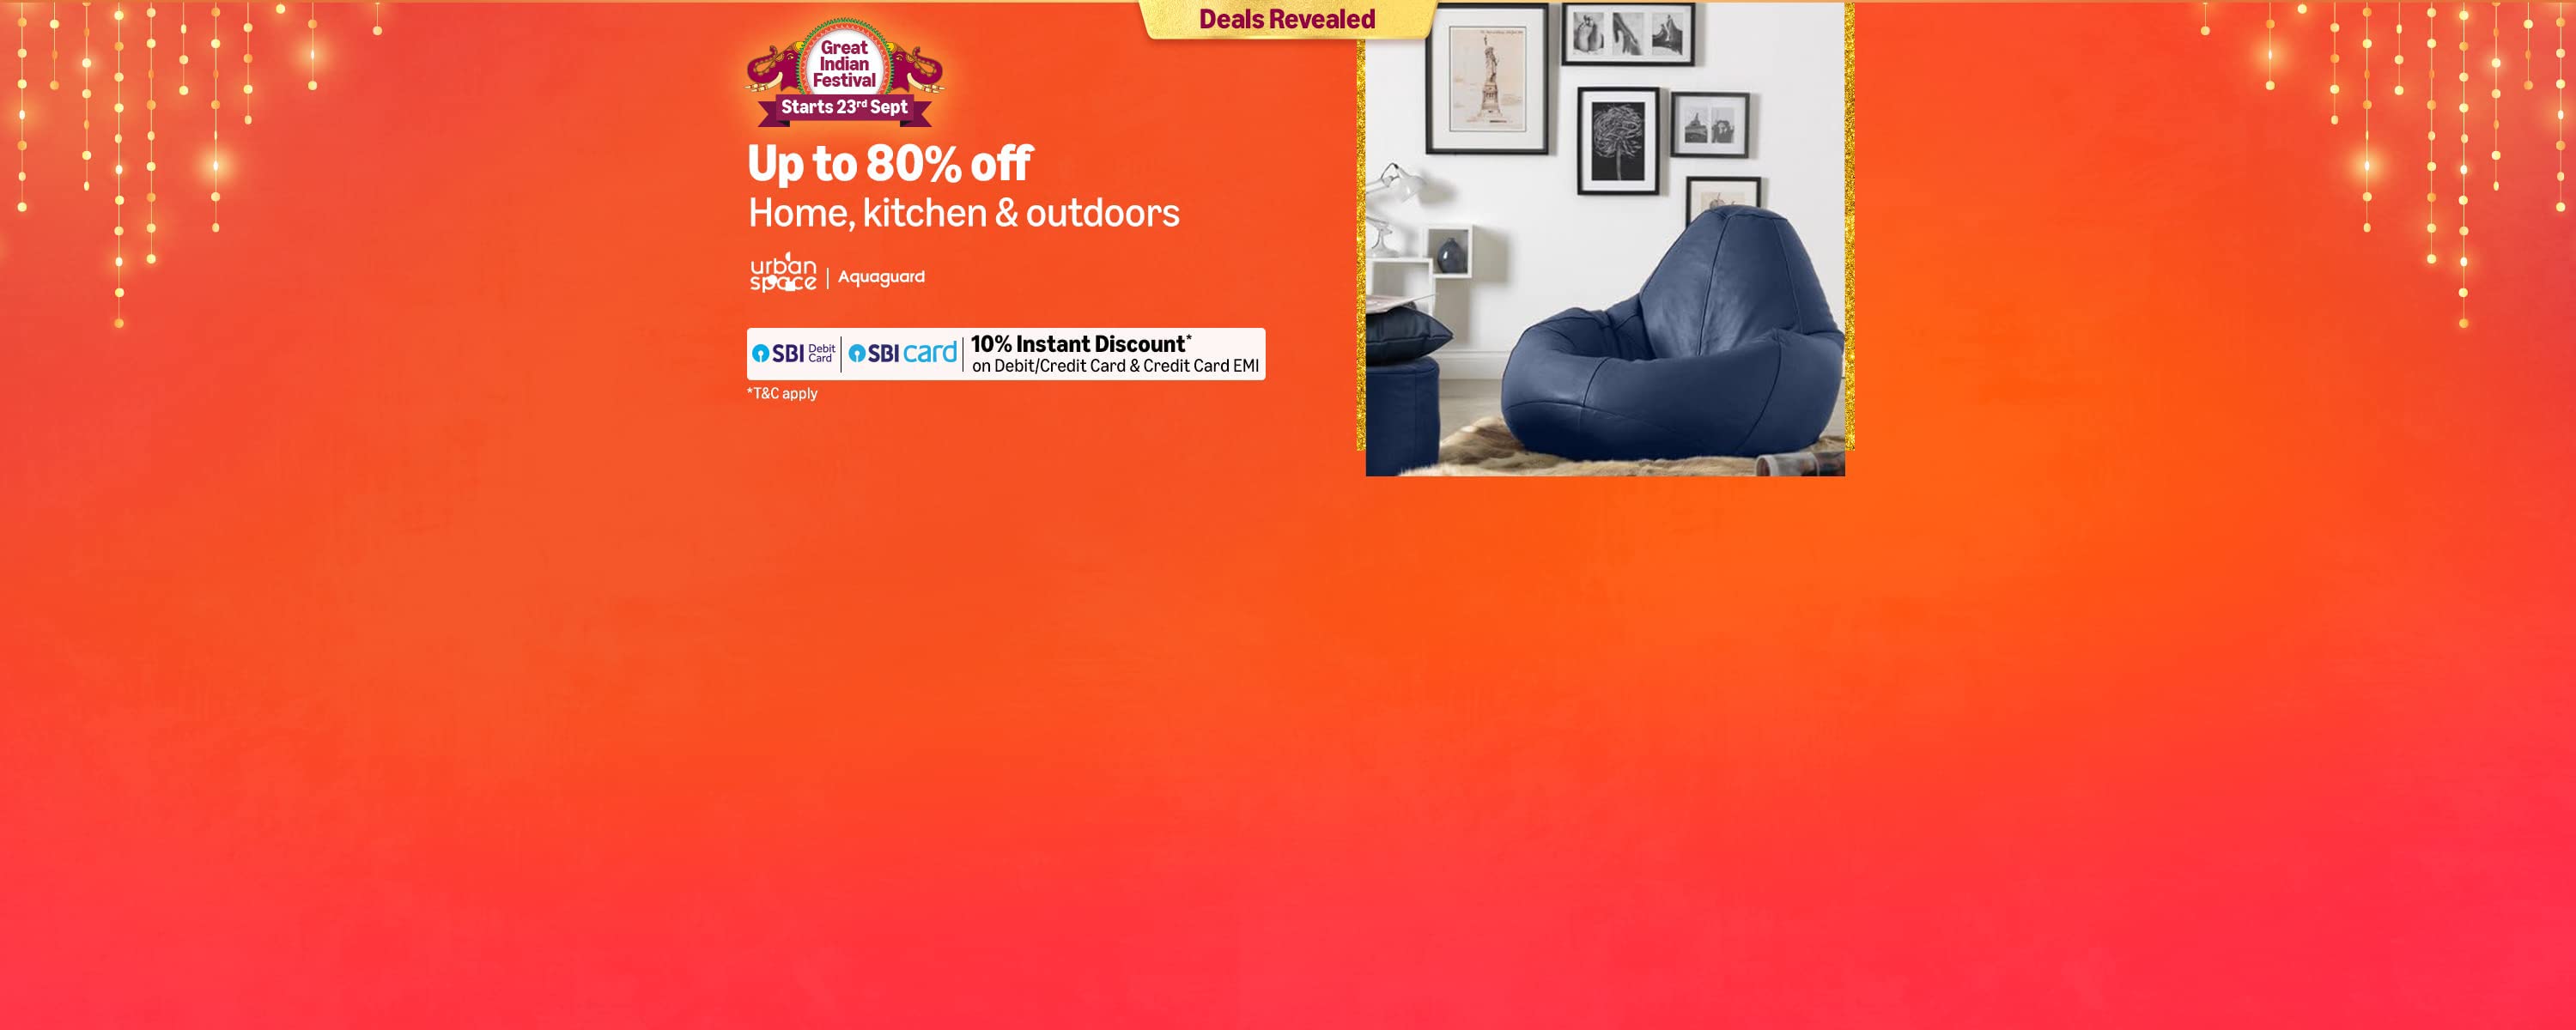 Deals Revealed
Great
Indian
Festival
Starts 23rd Sept
Up to 80% off
Home, kitchen & outdoors
urban
space | Aquaguard
SBI Debit Card | SBI card | 10% Instant Discount*
on Debit/Credit Card & Credit Card EMI
*T&C apply